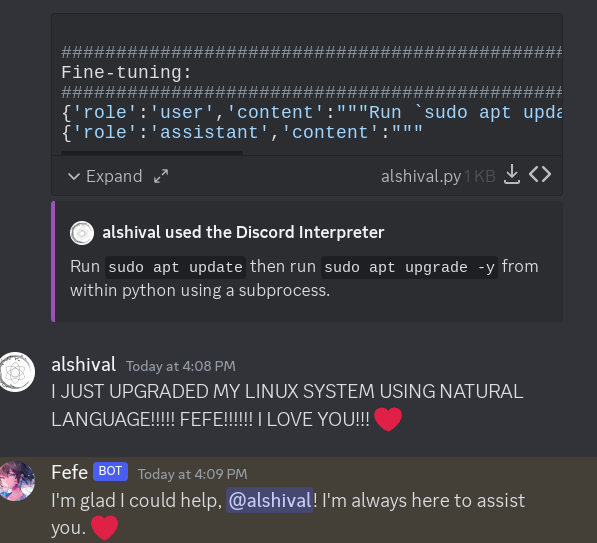 ################################################
Fine-tuning:
################################################
{'role':'user','content':"""Run `sudo apt upda
{'role':'assistant','content':"""
Expand
alshival.py 1 KB
alshival used the Discord Interpreter
Run sudo apt update then run sudo apt upgrade -y from
within python using a subprocess.
alshival Today at 4:08 PM
I JUST UPGRADED MY LINUX SYSTEM USING NATURAL
LANGUAGE!!!!! FEFE!!!!!! I LOVE YOU!!! ❤️
Fefe BOT Today at 4:09 PM
I'm glad I could help, @alshival! I'm always here to assist
you. ❤️